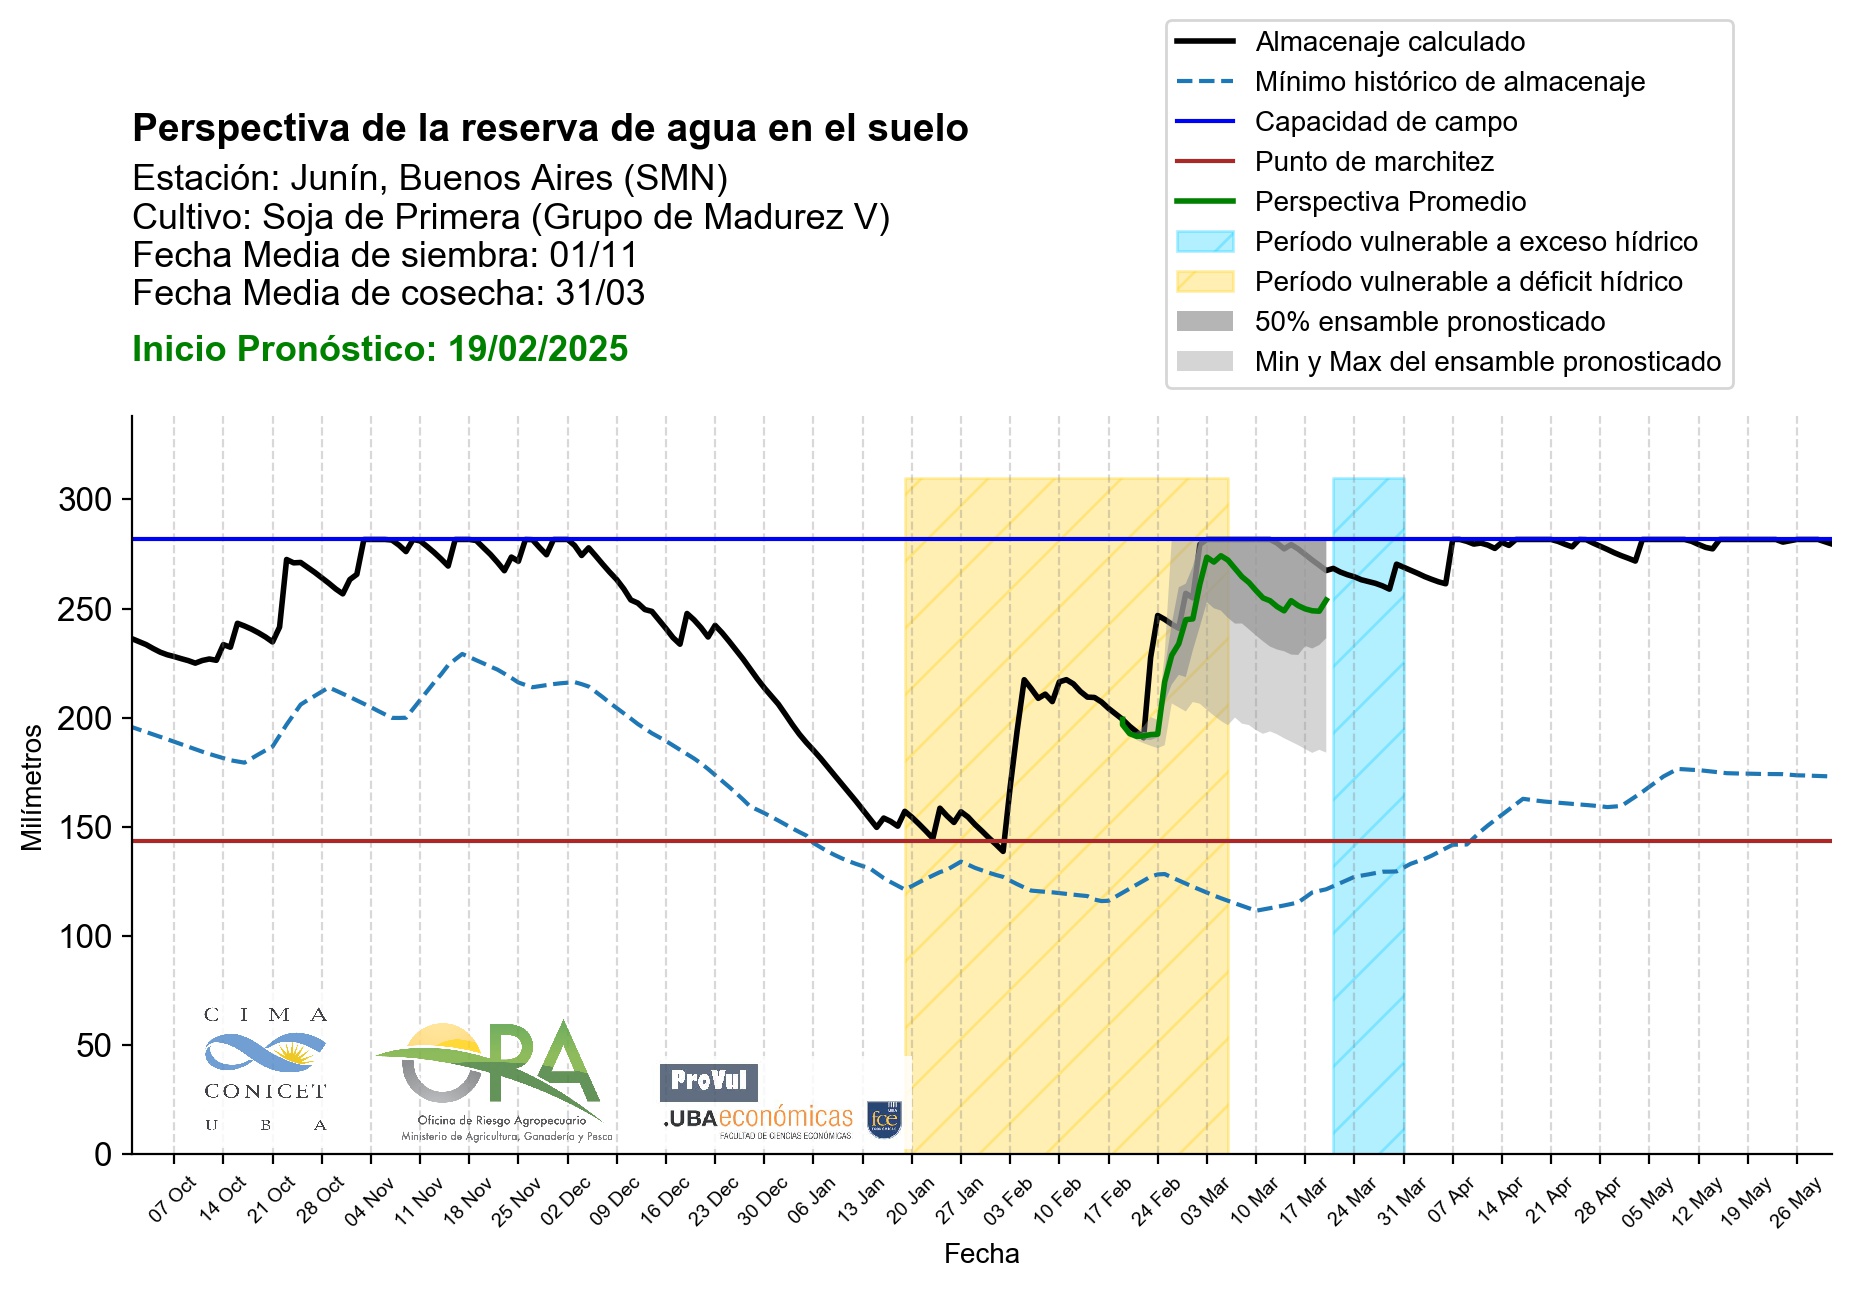 Almacenaje calculado
Mínimo histórico de almacenaje
Capacidad de campo
Punto de marchitez
Perspectiva Promedio
Período vulnerable a exceso hídrico
Período vulnerable a déficit hídrico
50% ensamble pronosticado
Min y Max del ensamble pronosticado
Perspectiva de la reserva de agua en el suelo
Estación: Junín, Buenos Aires (SMN)
Cultivo: Soja de Primera (Grupo de Madurez V)
Fecha Media de siembra: 01/11
Fecha Media de cosecha: 31/03
Inicio Pronóstico: 19/02/2025
Milímetros
300
250
200
150
100
50
0
CIMA
CONICET
UBA
ORA
Oficina de Riesgo Agropecuario
Ministerio de Agricultura, Ganadería y Pesca
ProVul
.UBAeconómicas
FACULTAD DE CIENCIAS ECONÓMICAS
fce
07 Oct
14 Oct
21 Oct
28 Oct
04 Nov
11 Nov
18 Nov
25 Nov
02 Dec
09 Dec
16 Dec
23 Dec
30 Dec
06 Jan
13 Jan
20 Jan
27 Jan
03 Feb
10 Feb
17 Feb
24 Feb
03 Mar
10 Mar
17 Mar
24 Mar
31 Mar
07 Apr
14 Apr
21 Apr
28 Apr
05 May
12 May
19 May
26 May
Fecha